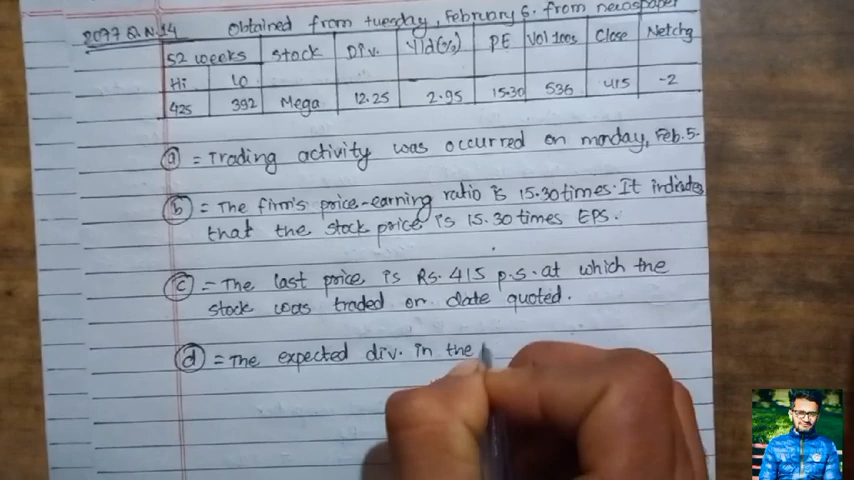 2077 Q.N.14 Obtained from tuesday, February 6. from newspaper
52 weeks Stock Div. Yld(%) PE Vol 100s Close Netchg
Hi Lo
425 392 Mega 12.25 2.95 15.30 536 415 -2
(a) = Trading activity was occurred on monday, Feb. 5.
(b) = The firm's price-earning ratio is 15.30 times. It indicates
that the stock price is 15.30 times EPS.
(c) = The last price is Rs. 415 p.s. at which the
stock was traded on date quoted.
(d) = The expected div. in the